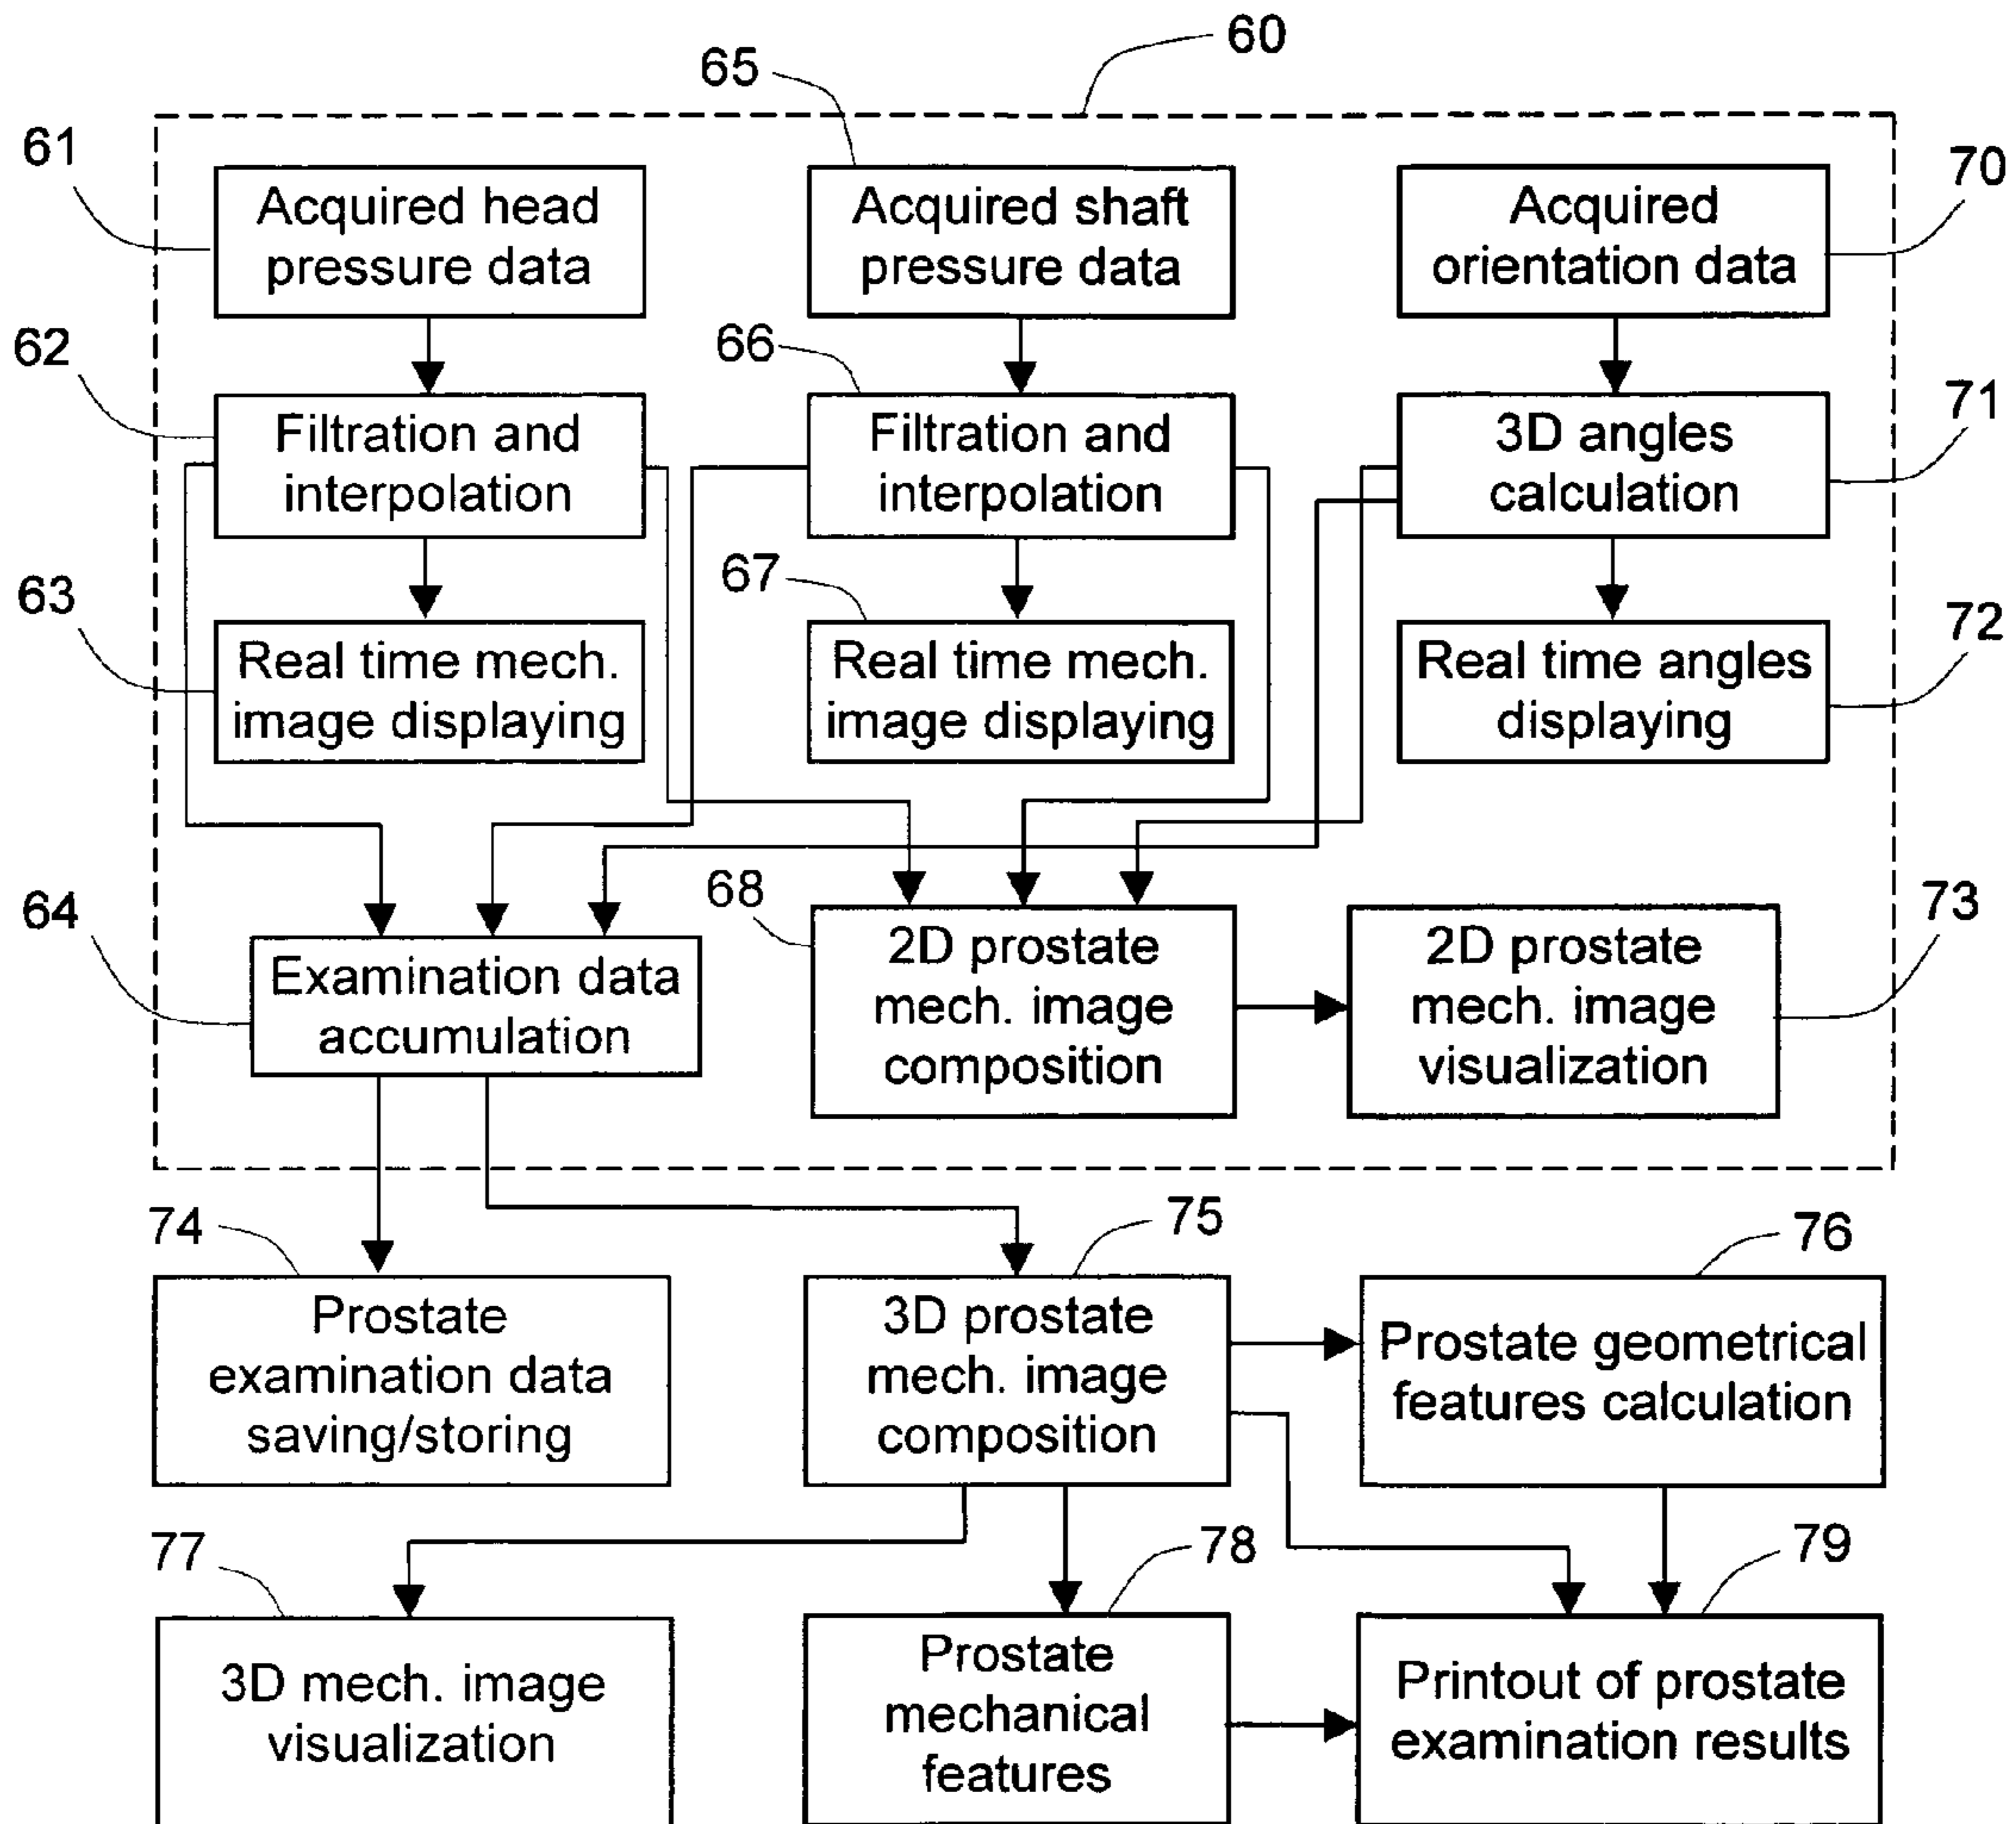 60
65
61
70
Acquired head
pressure data
Acquired shaft
pressure data
Acquired
orientation data
62
66
71
Filtration and
interpolation
Filtration and
interpolation
3D angles
calculation
63
67
72
Real time mech.
image displaying
Real time mech.
image displaying
Real time angles
displaying
64
68
73
Examination data
accumulation
2D prostate
mech. image
composition
2D prostate
mech. image
visualization
74
75
76
Prostate
examination data
saving/storing
3D prostate
mech. image
composition
Prostate geometrical
features calculation
77
78
79
3D mech. image
visualization
Prostate
mechanical
features
Printout of prostate
examination results